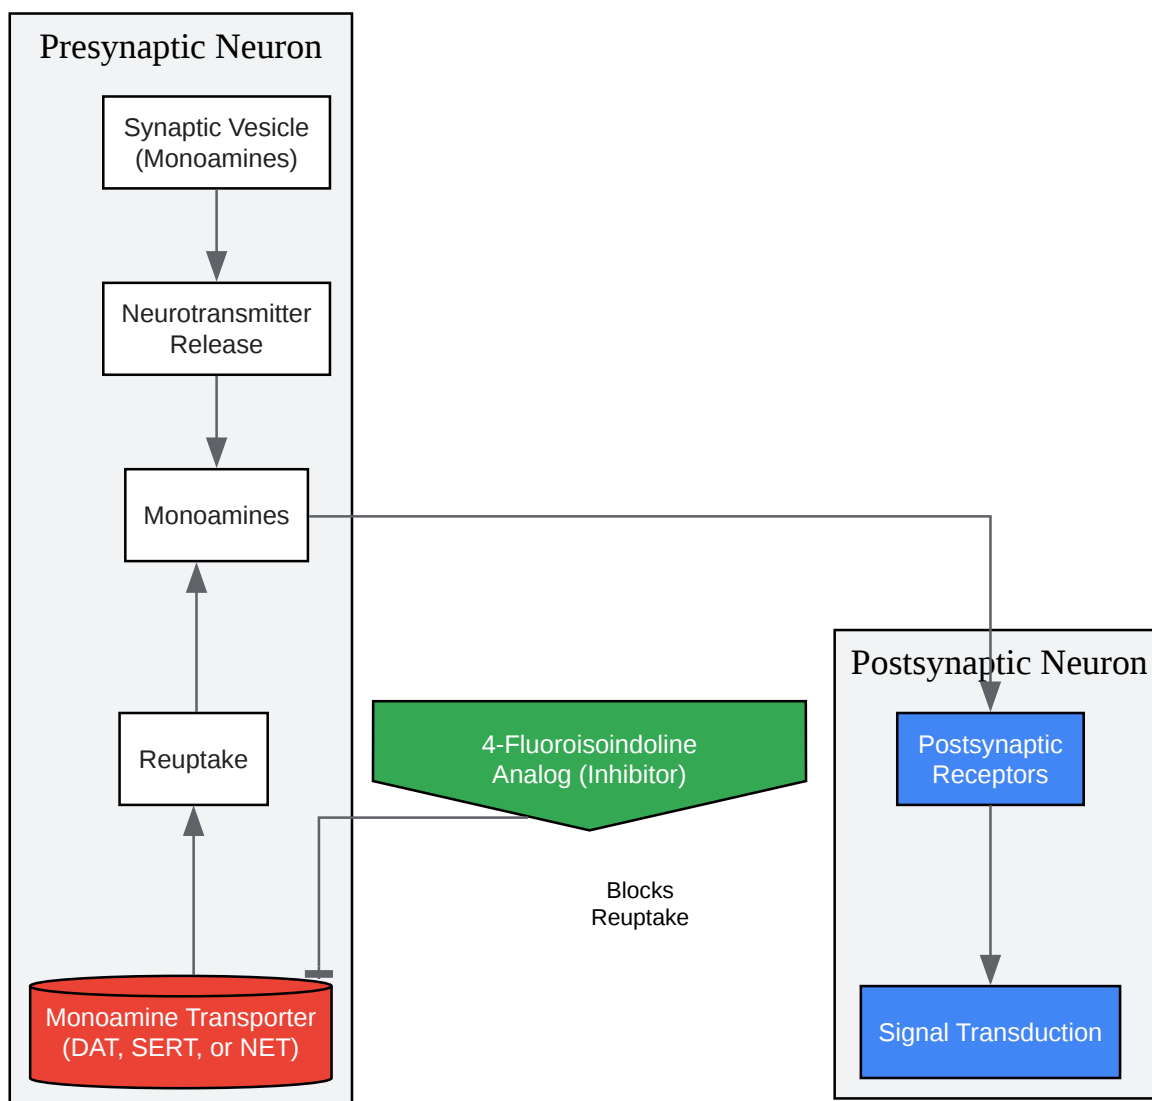 Presynaptic Neuron
Synaptic Vesicle
(Monoamines)
Neurotransmitter
Release
Monoamines
Reuptake
Monoamine Transporter
(DAT, SERT, or NET)
4-Fluoroisoindoline
Analog (Inhibitor)
Blocks
Reuptake
Postsynaptic Neuron
Postsynaptic
Receptors
Signal Transduction